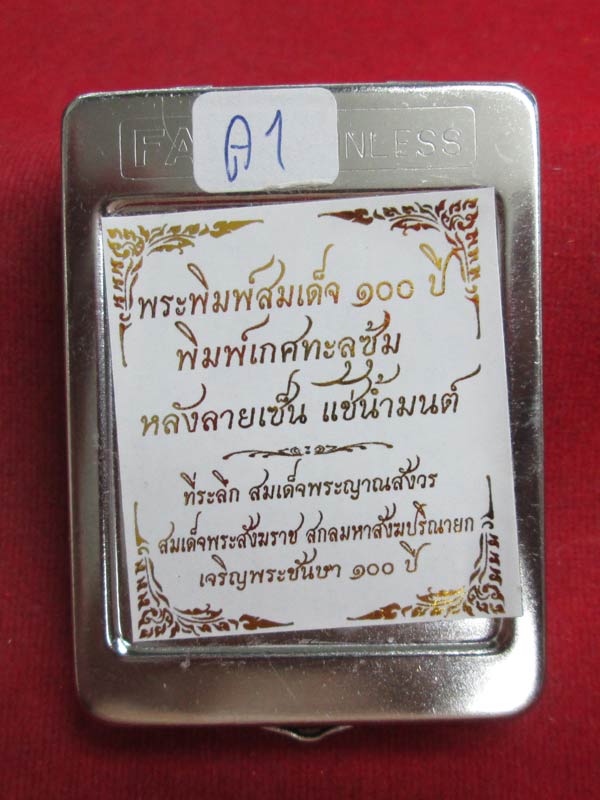 FA NLESS
ค1
พระพิมพ์สมเด็จ ๑๐๐ ปี
พิมพ์เกศทะลุซุ้ม
หลังลายเซ็น แช่น้ำมนต์
ที่ระลึก สมเด็จพระญาณสังวร
สมเด็จพระสังฆราช สกลมหาสังฆปริณายก
เจริญพระชันษา ๑๐๐ ปี